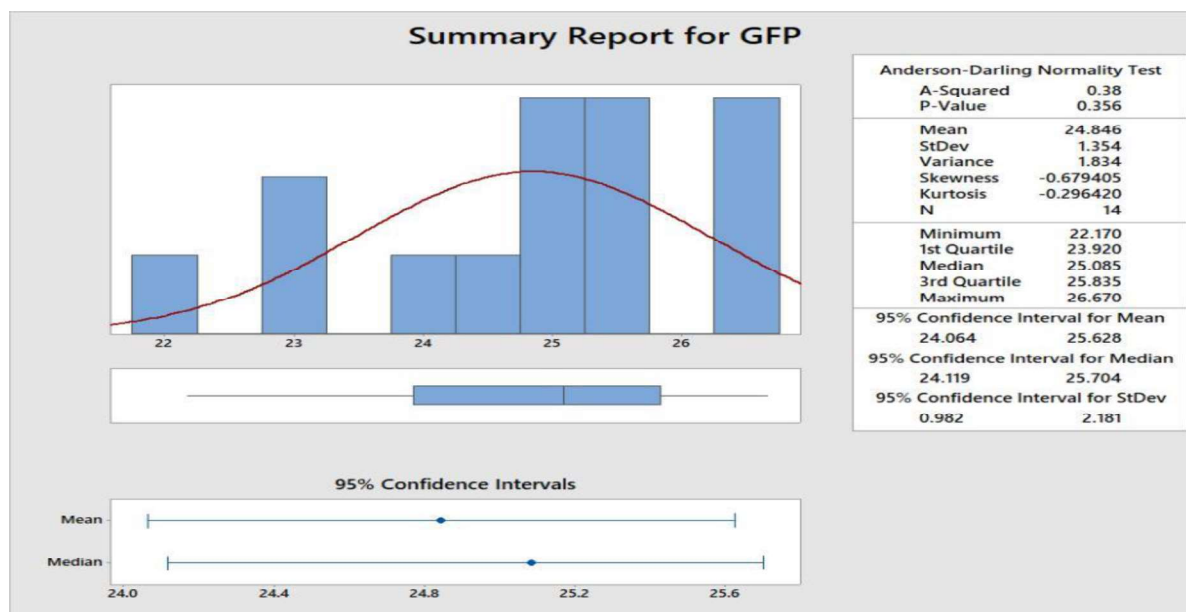 Summary Report for GFP
22 23 24 25 26
95% Confidence Intervals
Mean
Median
24.0 24.4 24.8 25.2 25.6
Anderson-Darling Normality Test
A-Squared 0.38
P-Value 0.356
Mean 24.846
StDev 1.354
Variance 1.834
Skewness -0.679405
Kurtosis -0.296420
N 14
Minimum 22.170
1st Quartile 23.920
Median 25.085
3rd Quartile 25.835
Maximum 26.670
95% Confidence Interval for Mean
24.064 25.628
95% Confidence Interval for Median
24.119 25.704
95% Confidence Interval for StDev
0.982 2.181